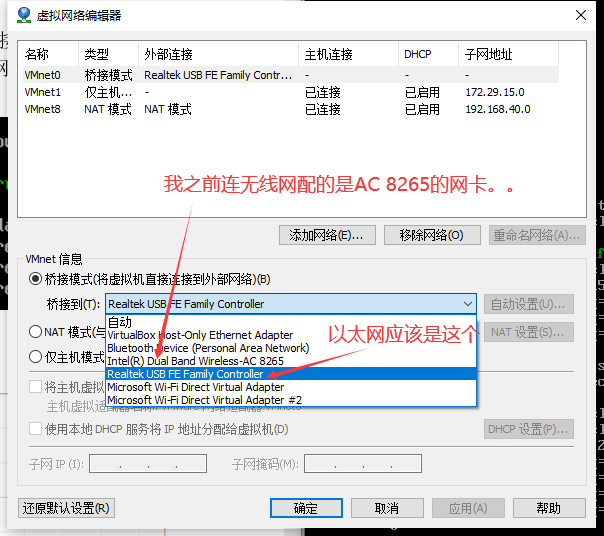 虚拟网络编辑器
名称 类型 外部连接 主机连接 DHCP 子网地址
VMnet0 桥接模式 Realtek USB FE Family Contr... - - -
VMnet1 仅主机... - 已连接 已启用 172.29.15.0
VMnet8 NAT 模式 NAT 模式 已连接 已启用 192.168.40.0
我之前连无线网配的是AC 8265的网卡。。
添加网络(E)... 移除网络(O) 重命名网络(A)...
VMnet 信息
桥接模式(将虚拟机直接连接到外部网络)(B)
桥接到(T): Realtek USB FE Family Controller 自动设置(U)...
自动
NAT 模式(与 VirtualBox Host-Only Ethernet Adapter NAT 设置(S)...
以太网应该是这个
Bluetooth Device (Personal Area Network)
仅主机模式 Intel(R) Dual Band Wireless-AC 8265
Realtek USB FE Family Controller
将主机虚拟 Microsoft Wi-Fi Direct Virtual Adapter
Microsoft Wi-Fi Direct Virtual Adapter #2
使用本地 DHCP 服务将 IP 地址分配给虚拟机(D) DHCP 设置(P)...
子网 IP (I): . . . 子网掩码(M): . . .
还原默认设置(R) 确定 取消 应用(A) 帮助